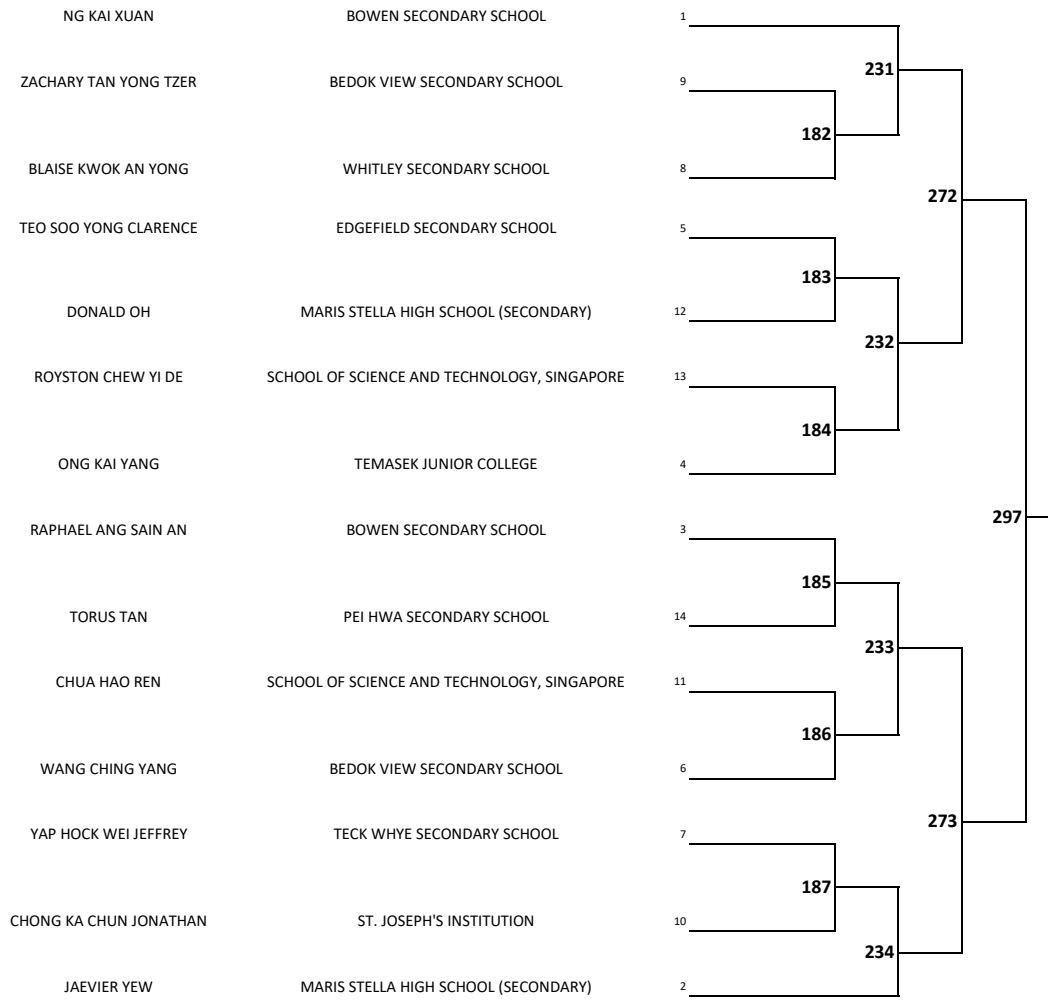 NG KAI XUAN BOWEN SECONDARY SCHOOL 1
231
ZACHARY TAN YONG TZER BEDOK VIEW SECONDARY SCHOOL 9
182
BLAISE KWOK AN YONG WHITLEY SECONDARY SCHOOL 8
272
TEO SOO YONG CLARENCE EDGEFIELD SECONDARY SCHOOL 5
183
DONALD OH MARIS STELLA HIGH SCHOOL (SECONDARY) 12
232
ROYSTON CHEW YI DE SCHOOL OF SCIENCE AND TECHNOLOGY, SINGAPORE 13
184
ONG KAI YANG TEMASEK JUNIOR COLLEGE 4
297
RAPHAEL ANG SAIN AN BOWEN SECONDARY SCHOOL 3
185
TORUS TAN PEI HWA SECONDARY SCHOOL 14
233
CHUA HAO REN SCHOOL OF SCIENCE AND TECHNOLOGY, SINGAPORE 11
186
WANG CHING YANG BEDOK VIEW SECONDARY SCHOOL 6
273
YAP HOCK WEI JEFFREY TECK WHYE SECONDARY SCHOOL 7
187
CHONG KA CHUN JONATHAN ST. JOSEPH'S INSTITUTION 10
234
JAEVIER YEW MARIS STELLA HIGH SCHOOL (SECONDARY) 2